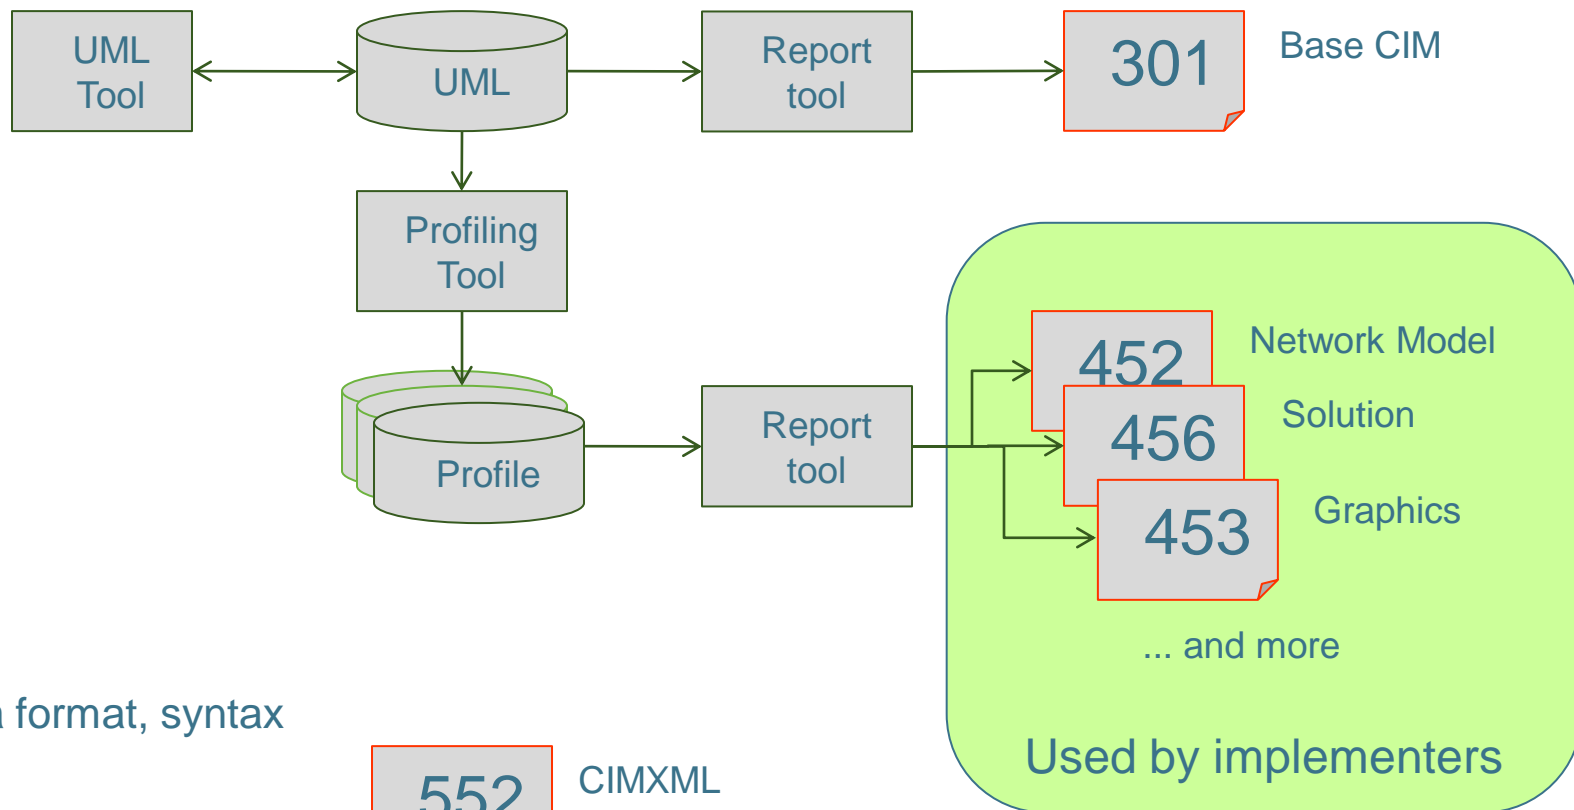 UML
Tool
UML
Report
tool
301
Base CIM
Profiling
Tool
Profile
Report
tool
452
Network Model
456
Solution
453
Graphics
... and more
Used by implementers
format, syntax
552
CIMXML